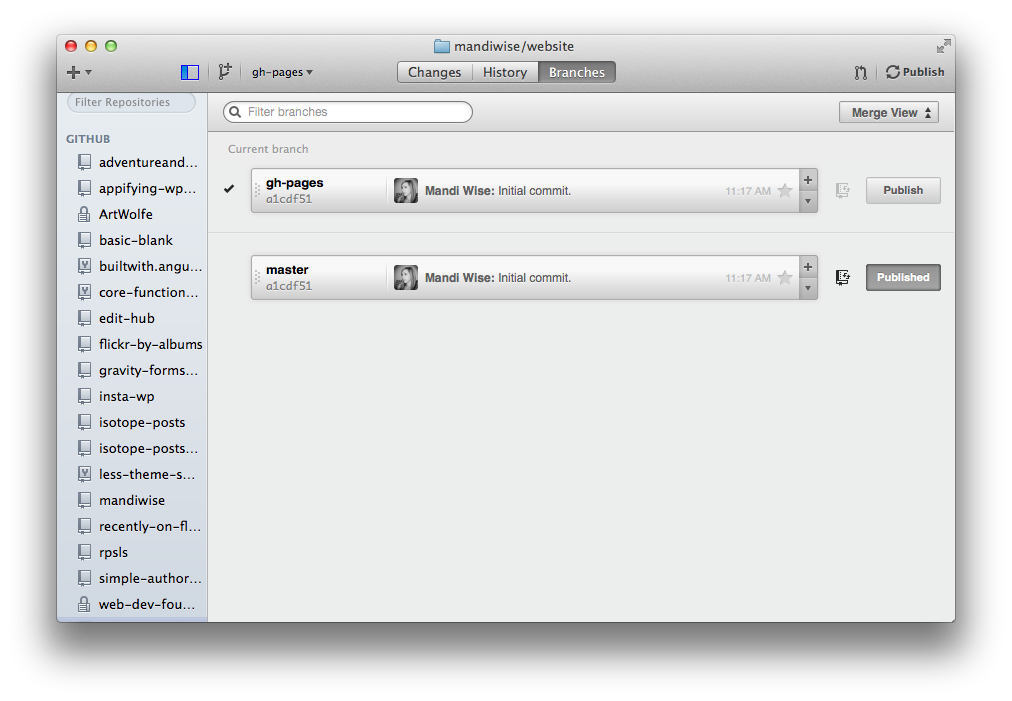 mandiwise/website
gh-pages
Changes
History
Branches
Publish
Filter Repositories
GITHUB
adventureand...
appifying-wp...
ArtWolfe
basic-blank
builtwith.angu...
core-function...
edit-hub
flickr-by-albums
gravity-forms...
insta-wp
isotope-posts
isotope-posts...
less-theme-s...
mandiwise
recently-on-fl...
rpsls
simple-author...
web-dev-fou...
Filter branches
Merge View
Current branch
gh-pages
a1cdf51
Mandi Wise: Initial commit.
11:17 AM
Publish
master
a1cdf51
Mandi Wise: Initial commit.
11:17 AM
Published